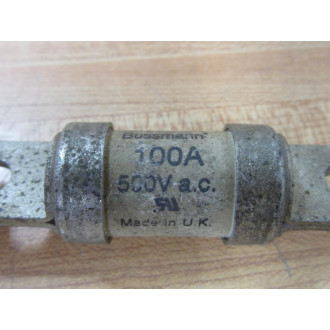 Bussmann
100A
500V a.c.
Made in U.K.